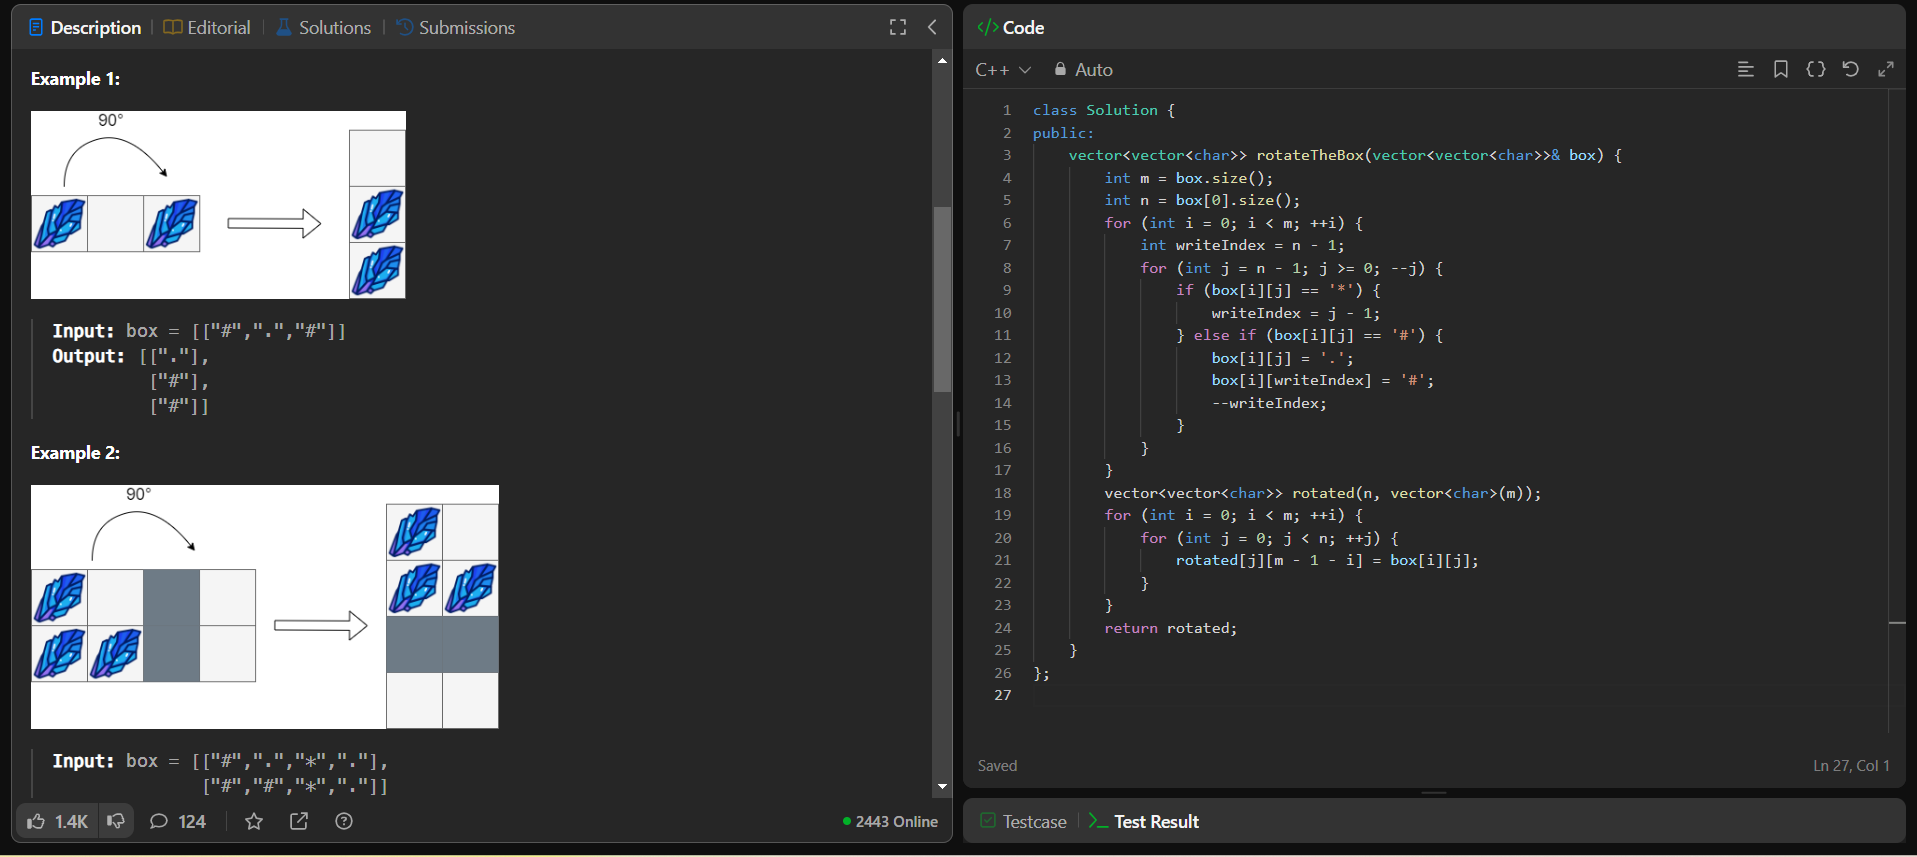 Description | Editorial | Solutions | Submissions
Example 1:
90°
Input: box = [["#",".","#"]]
Output: [["."],
["#"],
["#"]]
Example 2:
90°
Input: box = [["#",".","*","."],
["#","#","*","."]]
1.4K 124 2443 Online
</> Code
C++ Auto
1 class Solution {
2 public:
3     vector<vector<char>> rotateTheBox(vector<vector<char>>& box) {
4         int m = box.size();
5         int n = box[0].size();
6         for (int i = 0; i < m; ++i) {
7             int writeIndex = n - 1;
8             for (int j = n - 1; j >= 0; --j) {
9                 if (box[i][j] == '*') {
10                     writeIndex = j - 1;
11                 } else if (box[i][j] == '#') {
12                     box[i][j] = '.';
13                     box[i][writeIndex] = '#';
14                     --writeIndex;
15                 }
16             }
17         }
18         vector<vector<char>> rotated(n, vector<char>(m));
19         for (int i = 0; i < m; ++i) {
20             for (int j = 0; j < n; ++j) {
21                 rotated[j][m - 1 - i] = box[i][j];
22             }
23         }
24         return rotated;
25     }
26 };
27
Saved Ln 27, Col 1
Testcase | >_ Test Result